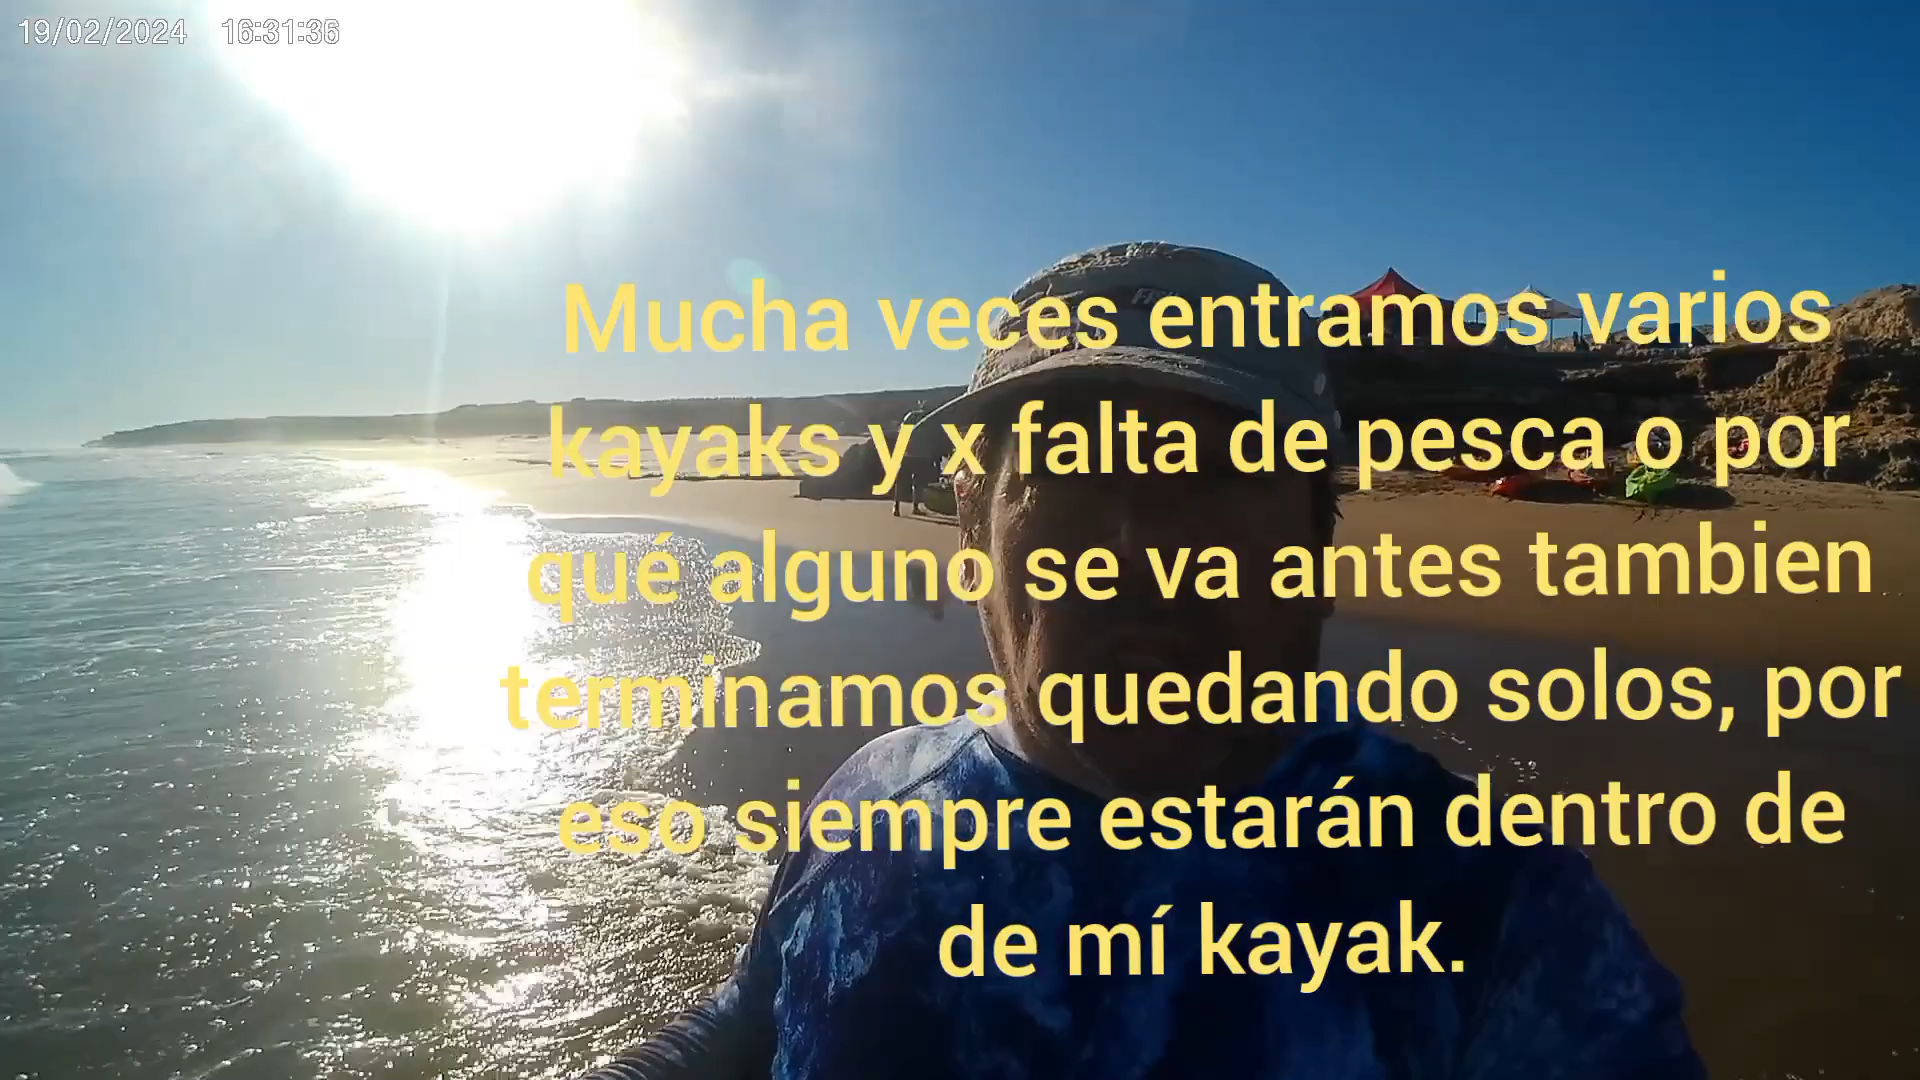 19/02/2024 16:31:36
Mucha veces entramos varios
kayaks y x falta de pesca o por
qué alguno se va antes tambien
terminamos quedando solos, por
eso siempre estarán dentro de
de mí kayak.